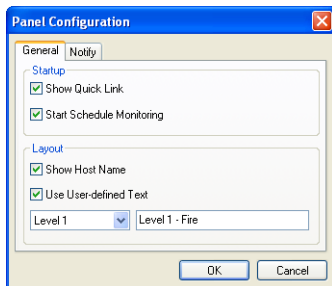 Panel Configuration
General Notify
Startup
Show Quick Link
Start Schedule Monitoring
Layout
Show Host Name
Use User-defined Text
Level 1 Level 1 - Fire
OK Cancel